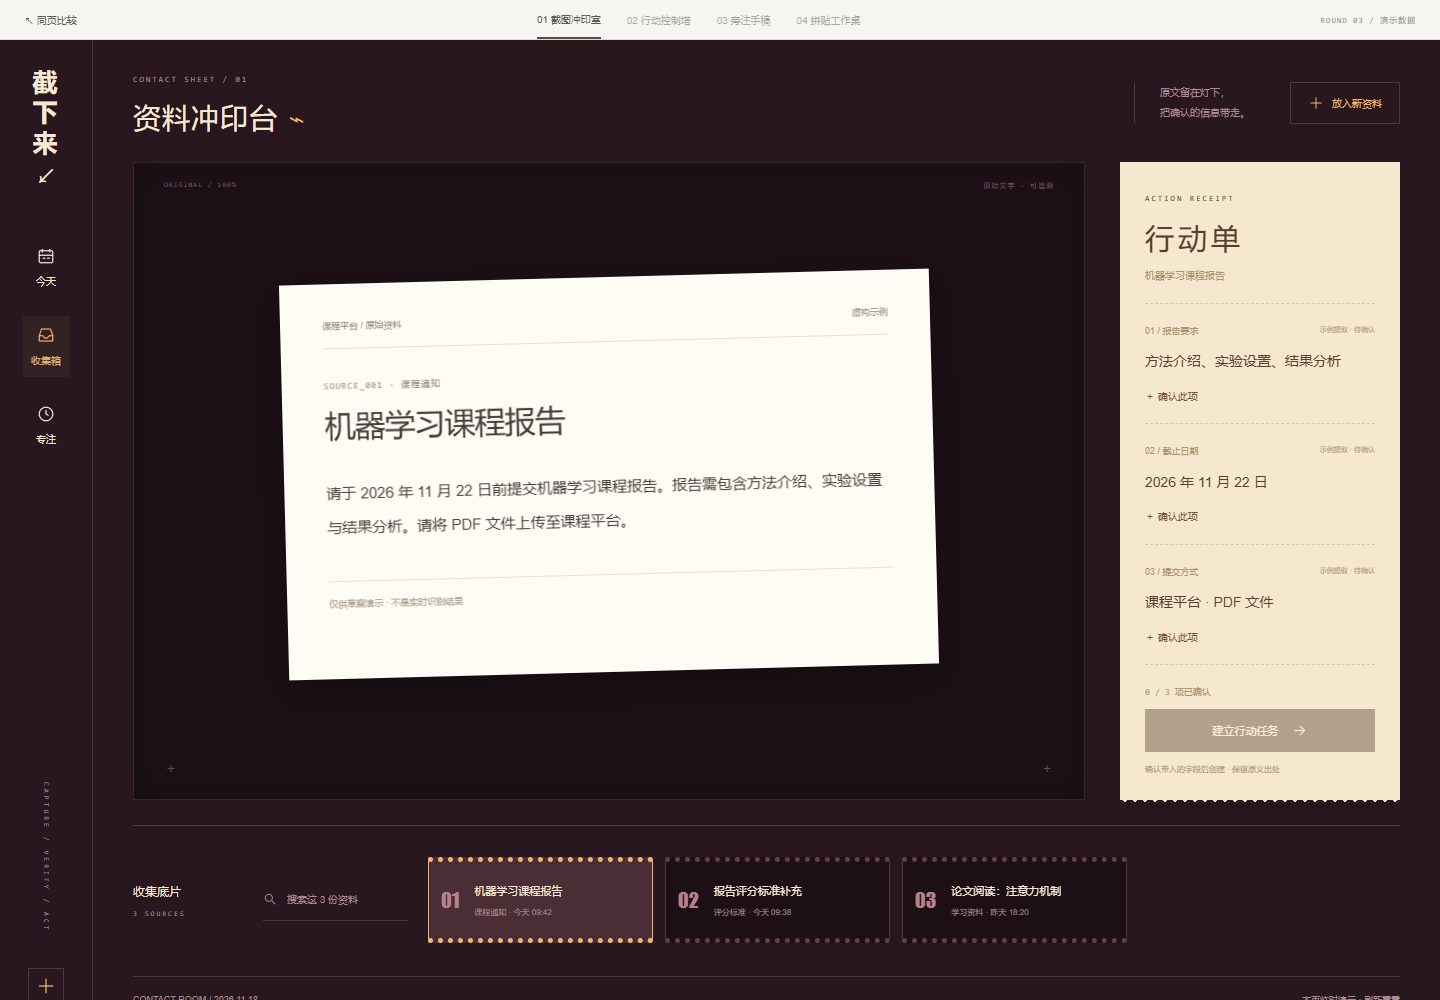 ↖ 同页比较
01 截图冲印室
02 行动控制塔
03 旁注手稿
04 拼贴工作桌
ROUND 03 / 演示数据
截下来
今天
收集箱
专注
CAPTURE / VERIFY / ACT
CONTACT SHEET / 01
资料冲印台
原文留在灯下，
把确认的信息带走。
放入新资料
ORIGINAL / 100%
原始文字 · 可追溯
课程平台 / 原始资料
虚构示例
SOURCE_001 · 课程通知
机器学习课程报告
请于 2026 年 11 月 22 日前提交机器学习课程报告。报告需包含方法介绍、实验设置
与结果分析。请将 PDF 文件上传至课程平台。
仅供草案演示 · 不是实时识别结果
ACTION RECEIPT
行动单
机器学习课程报告
01 / 报告要求
示例提取 · 待确认
方法介绍、实验设置、结果分析
+ 确认此项
02 / 截止日期
示例提取 · 待确认
2026 年 11 月 22 日
+ 确认此项
03 / 提交方式
示例提取 · 待确认
课程平台 · PDF 文件
+ 确认此项
0 / 3 项已确认
建立行动任务
确认带入的字段后创建 · 保留原文出处
收集底片
3 SOURCES
搜索这 3 份资料
01
机器学习课程报告
课程通知 · 今天 09:42
02
报告评分标准补充
评分标准 · 今天 09:38
03
论文阅读：注意力机制
学习资料 · 昨天 18:20
CONTACT ROOM / 2026.11.18
本页临时演示 · 刷新重置